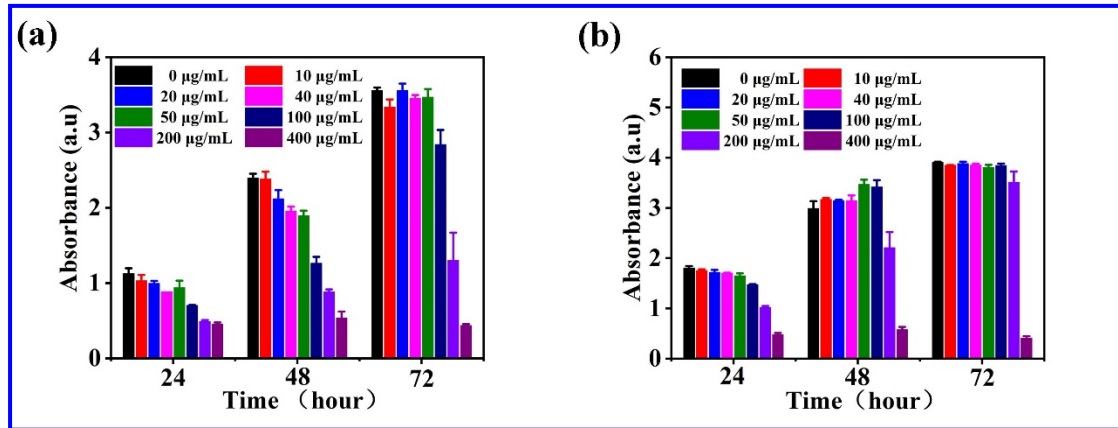 (a)
4
3
2
1
0
Absorbance (a.u)
0 μg/mL 10 μg/mL
20 μg/mL 40 μg/mL
50 μg/mL 100 μg/mL
200 μg/mL 400 μg/mL
24 48 72
Time （hour）
(b)
6
5
4
3
2
1
0
Absorbance (a.u)
0 μg/mL 10 μg/mL
20 μg/mL 40 μg/mL
50 μg/mL 100 μg/mL
200 μg/mL 400 μg/mL
24 48 72
Time （hour）